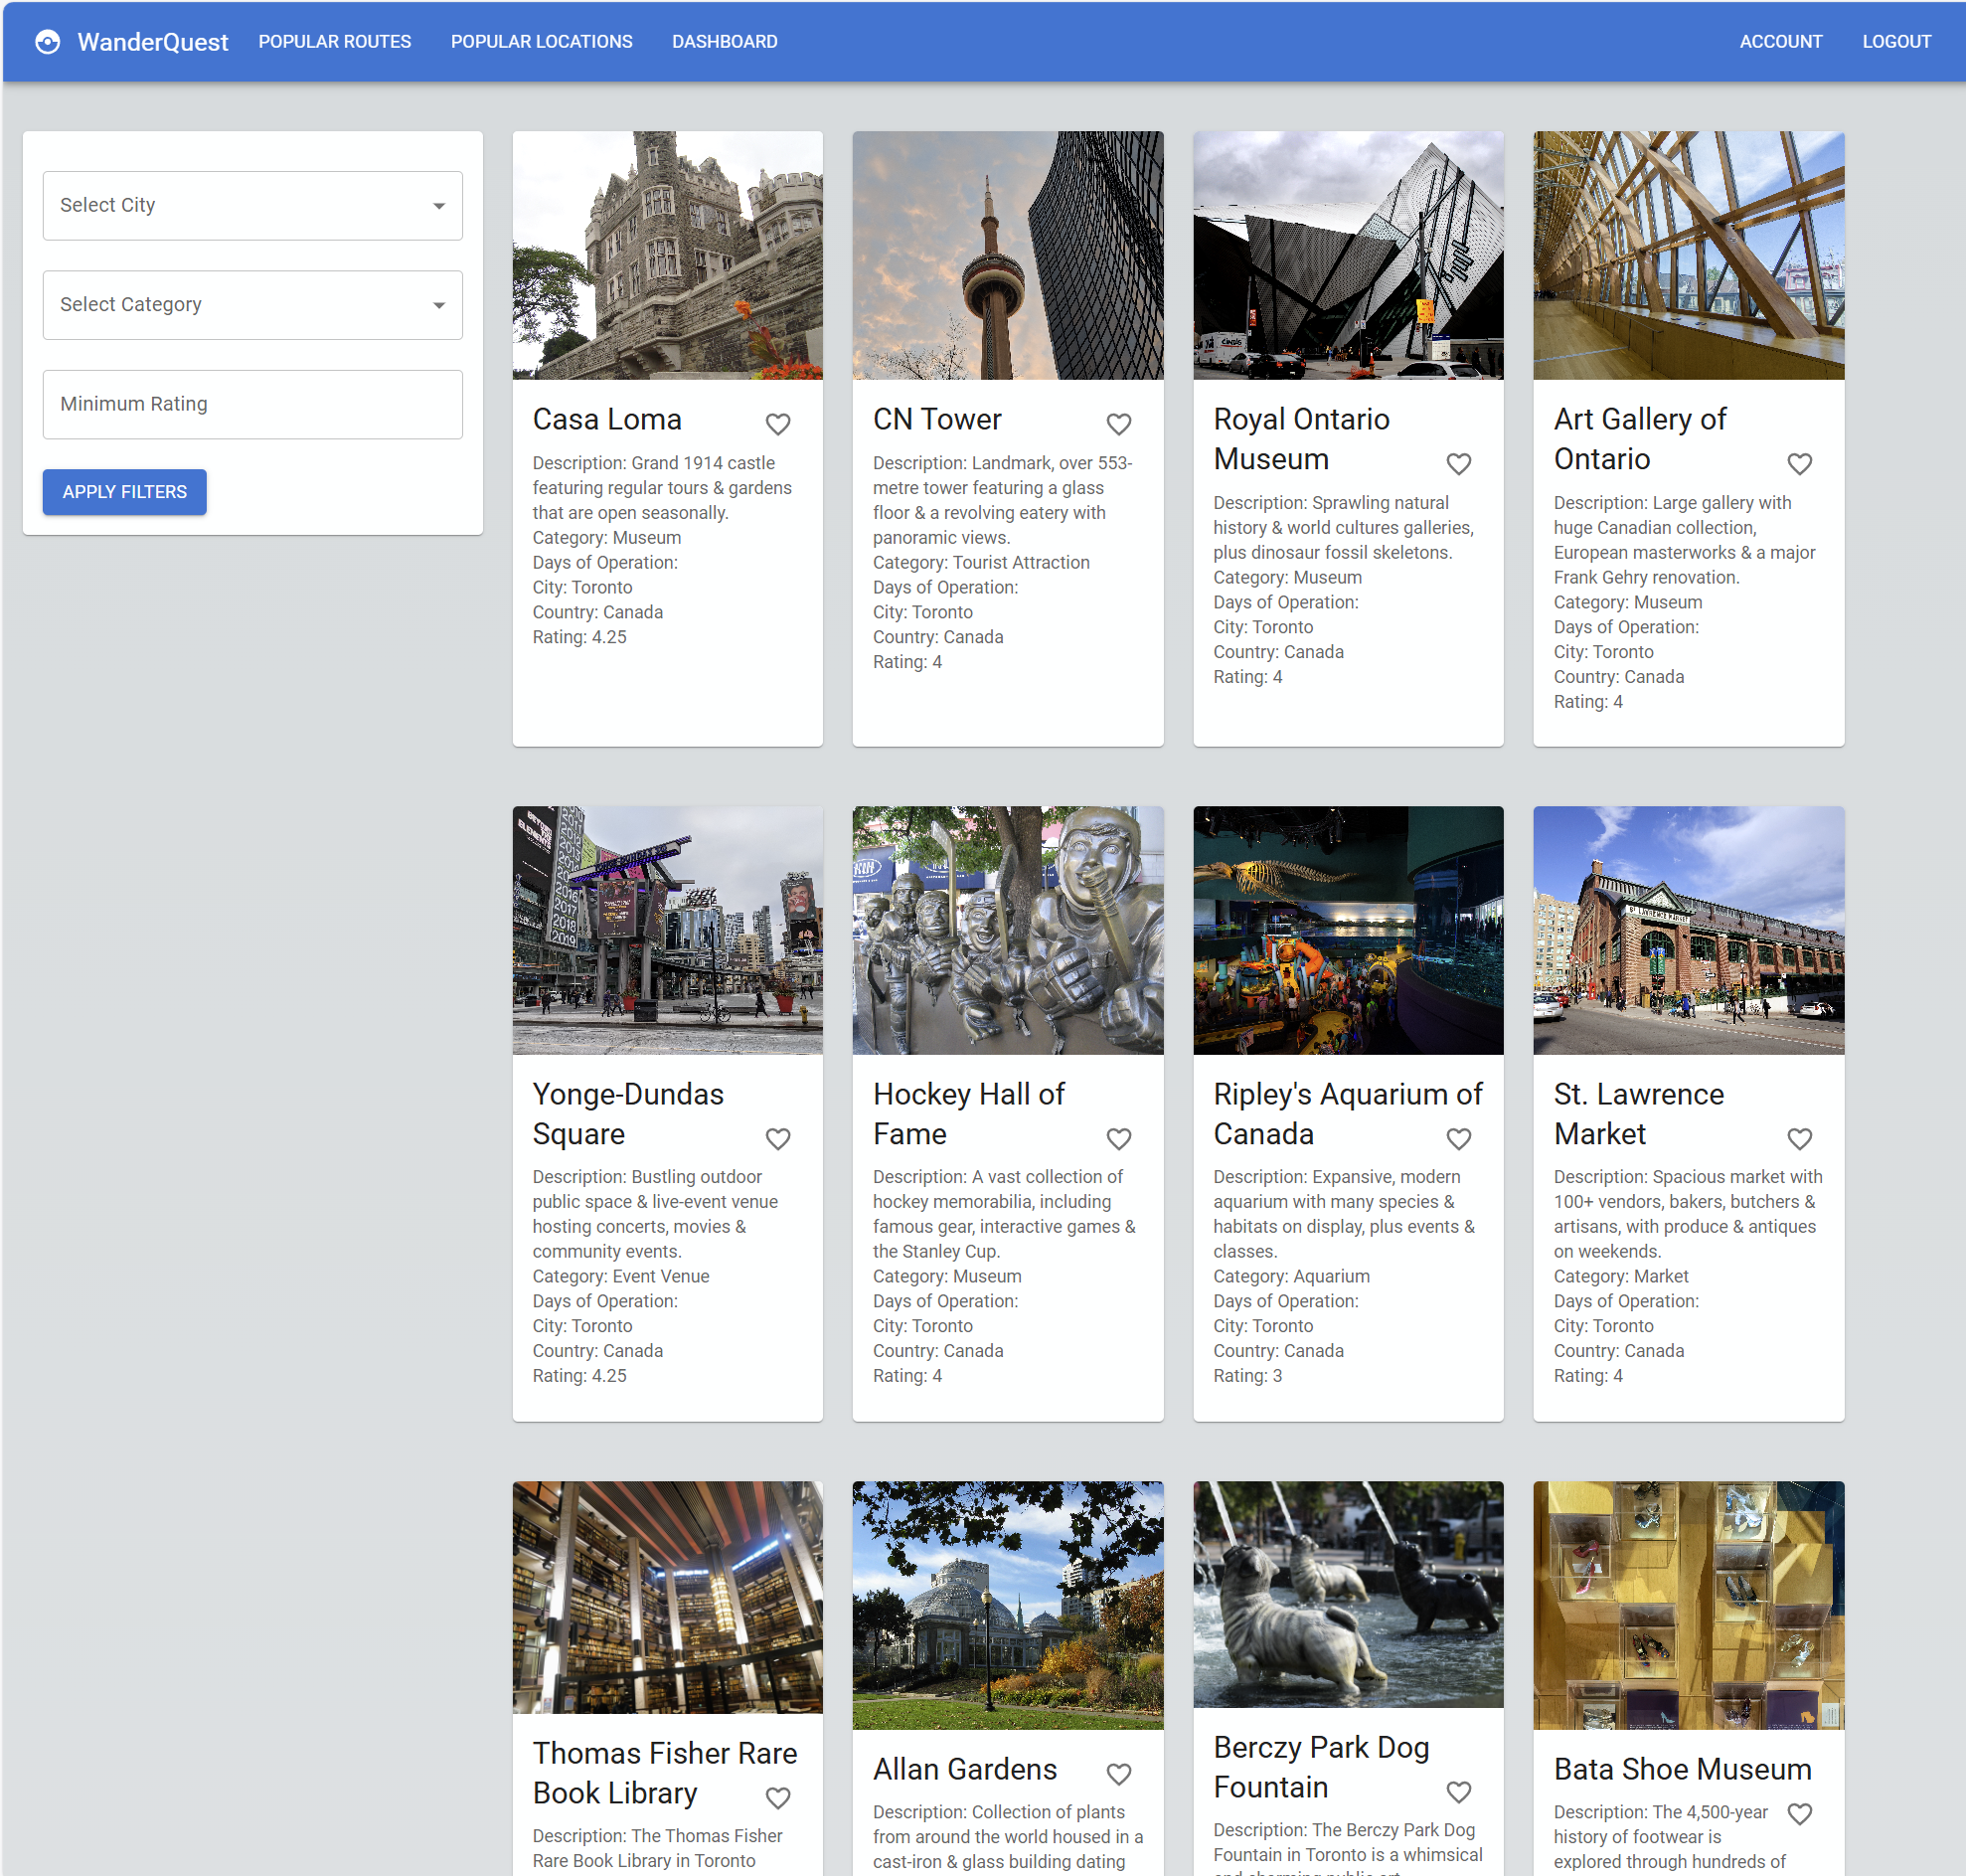 WanderQuest POPULAR ROUTES POPULAR LOCATIONS DASHBOARD ACCOUNT LOGOUT
Select City
Select Category
Minimum Rating
APPLY FILTERS
Casa Loma
Description: Grand 1914 castle
featuring regular tours & gardens
that are open seasonally.
Category: Museum
Days of Operation:
City: Toronto
Country: Canada
Rating: 4.25
CN Tower
Description: Landmark, over 553-
metre tower featuring a glass
floor & a revolving eatery with
panoramic views.
Category: Tourist Attraction
Days of Operation:
City: Toronto
Country: Canada
Rating: 4
Royal Ontario
Museum
Description: Sprawling natural
history & world cultures galleries,
plus dinosaur fossil skeletons.
Category: Museum
Days of Operation:
City: Toronto
Country: Canada
Rating: 4
Art Gallery of
Ontario
Description: Large gallery with
huge Canadian collection,
European masterworks & a major
Frank Gehry renovation.
Category: Museum
Days of Operation:
City: Toronto
Country: Canada
Rating: 4
2013
2014
2015
2016
2017
2018
2019
Yonge-Dundas
Square
Description: Bustling outdoor
public space & live-event venue
hosting concerts, movies &
community events.
Category: Event Venue
Days of Operation:
City: Toronto
Country: Canada
Rating: 4.25
Hockey Hall of
Fame
Description: A vast collection of
hockey memorabilia, including
famous gear, interactive games &
the Stanley Cup.
Category: Museum
Days of Operation:
City: Toronto
Country: Canada
Rating: 4
Ripley's Aquarium of
Canada
Description: Expansive, modern
aquarium with many species &
habitats on display, plus events &
classes.
Category: Aquarium
Days of Operation:
City: Toronto
Country: Canada
Rating: 3
ST. LAWRENCE MARKET
St. Lawrence
Market
Description: Spacious market with
100+ vendors, bakers, butchers &
artisans, with produce & antiques
on weekends.
Category: Market
Days of Operation:
City: Toronto
Country: Canada
Rating: 4
Thomas Fisher Rare
Book Library
Description: The Thomas Fisher
Rare Book Library in Toronto
Allan Gardens
Description: Collection of plants
from around the world housed in a
cast-iron & glass building dating
Berczy Park Dog
Fountain
Description: The Berczy Park Dog
Fountain in Toronto is a whimsical
and charming public art
Bata Shoe Museum
Description: The 4,500-year
history of footwear is
explored through hundreds of